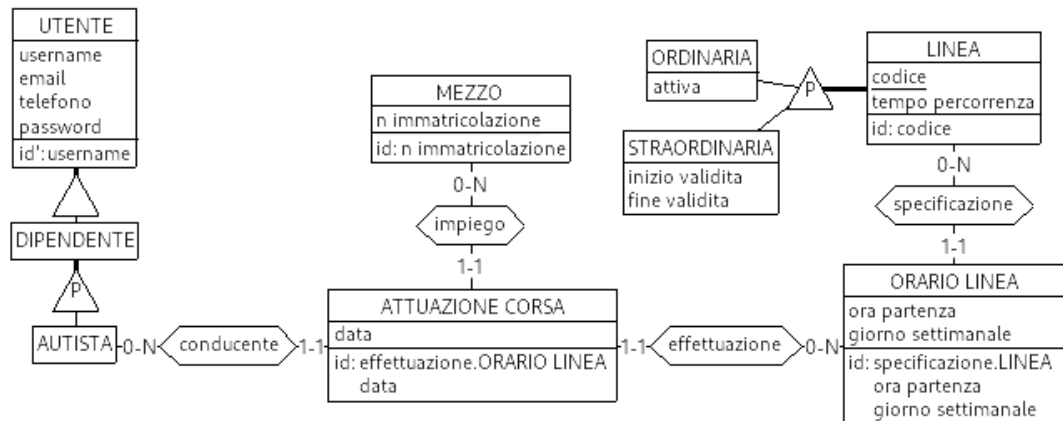 UTENTE
username
email
telefono
password
id': username
DIPENDENTE
P
AUTISTA
0-N
conducente
1-1
MEZZO
n immatricolazione
id: n immatricolazione
0-N
impiego
1-1
ATTUAZIONE CORSA
data
id: effettuazione.ORARIO LINEA
data
1-1
effettuazione
0-N
ORDINARIA
attiva
P
STRAORDINARIA
inizio validita
fine validita
LINEA
codice
tempo percorrenza
id: codice
0-N
specificazione
1-1
ORARIO LINEA
ora partenza
giorno settimanale
id: specificazione.LINEA
ora partenza
giorno settimanale